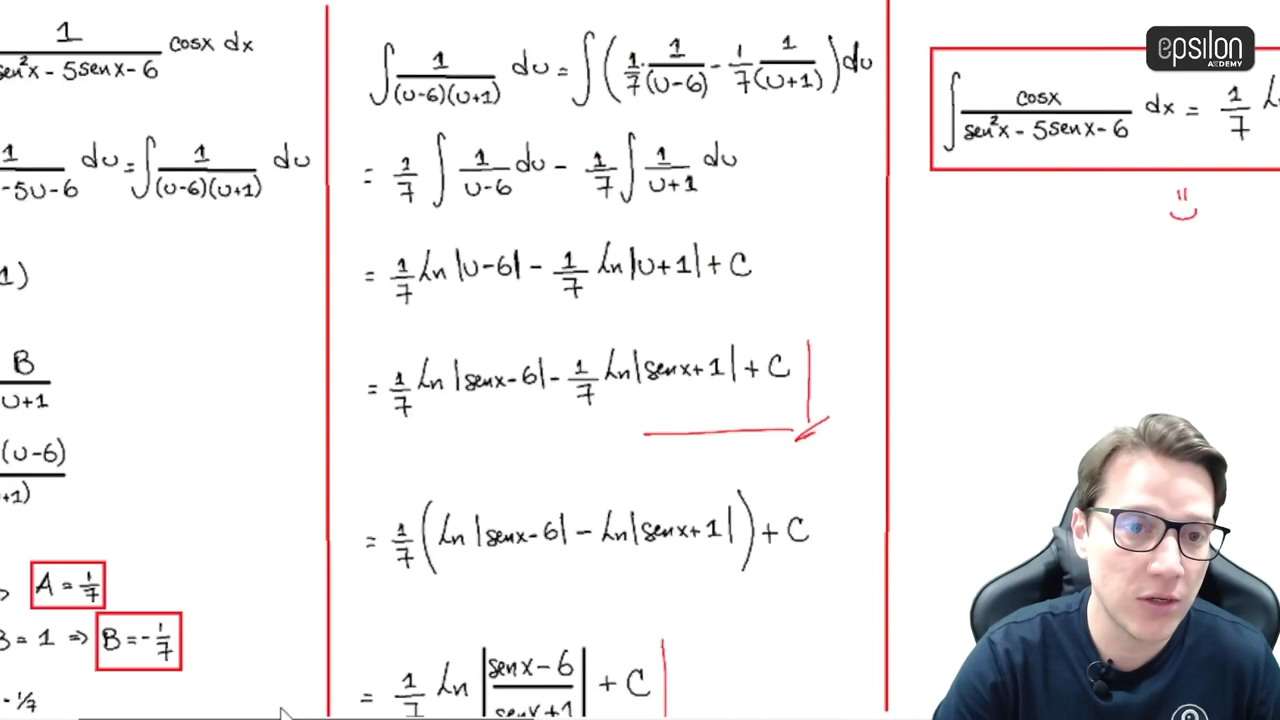 1/(sen²x - 5senx - 6) cosx dx
1/(-5u-6) du = ∫ 1/((u-6)(u+1)) du
1)
B/(u+1)
(u-6)/(+1)
A = 1/7
B = 1 => B = -1/7
- 1/7
∫ 1/((u-6)(u+1)) du = ∫ (1/7 · 1/(u-6) - 1/7 1/(u+1)) du
= 1/7 ∫ 1/(u-6) du - 1/7 ∫ 1/(u+1) du
= 1/7 Ln |u-6| - 1/7 Ln |u+1| + C
= 1/7 Ln |senx-6| - 1/7 Ln |senx+1| + C
= 1/7 (Ln |senx-6| - Ln |senx+1|) + C
= 1/7 Ln |(senx-6)/(senx+1)| + C
epsilon
AXDEMY
∫ cosx/(sen²x - 5senx - 6) dx = 1/7